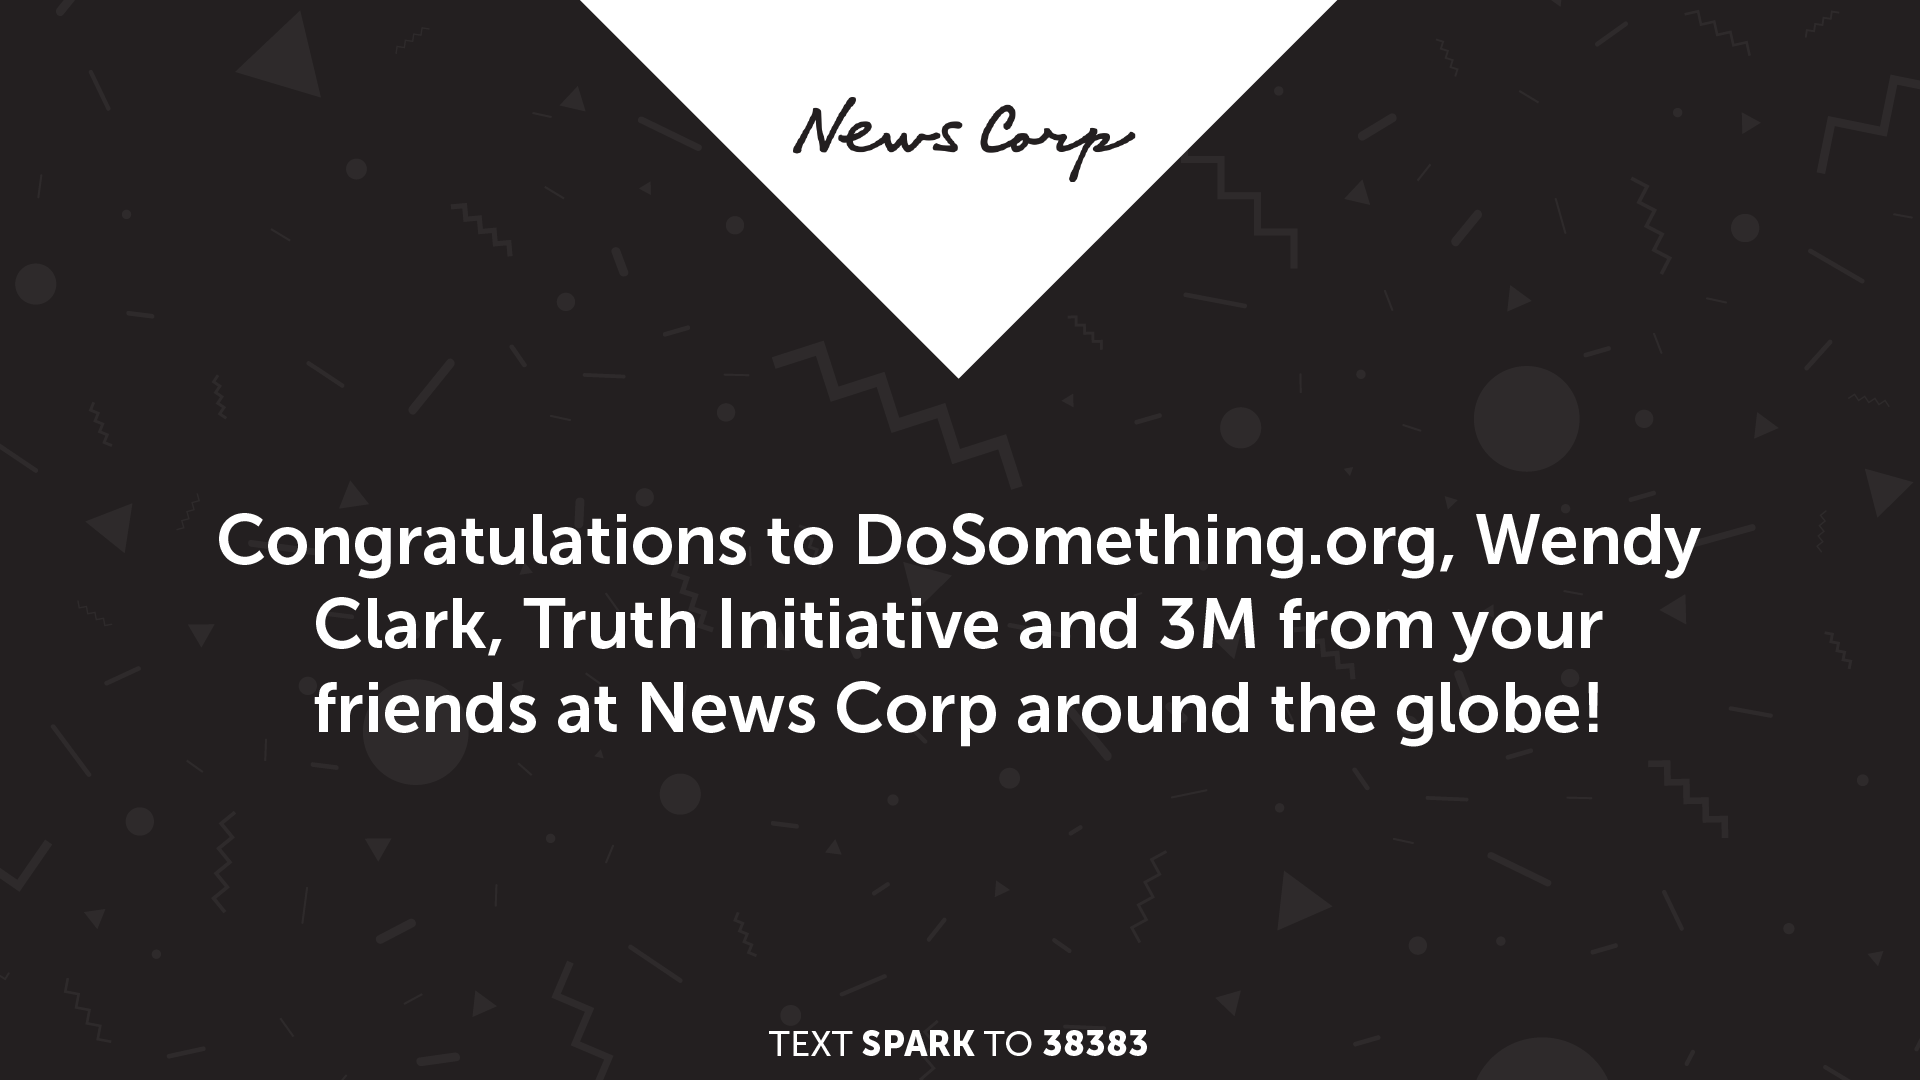 News Corp
Congratulations to DoSomething.org, Wendy
Clark, Truth Initiative and 3M from your
friends at News Corp around the globe!
TEXT SPARK TO 38383